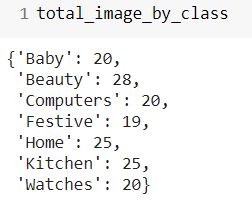 1 total_image_by_class
{'Baby': 20,
'Beauty': 28,
'Computers': 20,
'Festive': 19,
'Home': 25,
'Kitchen': 25,
'Watches': 20}